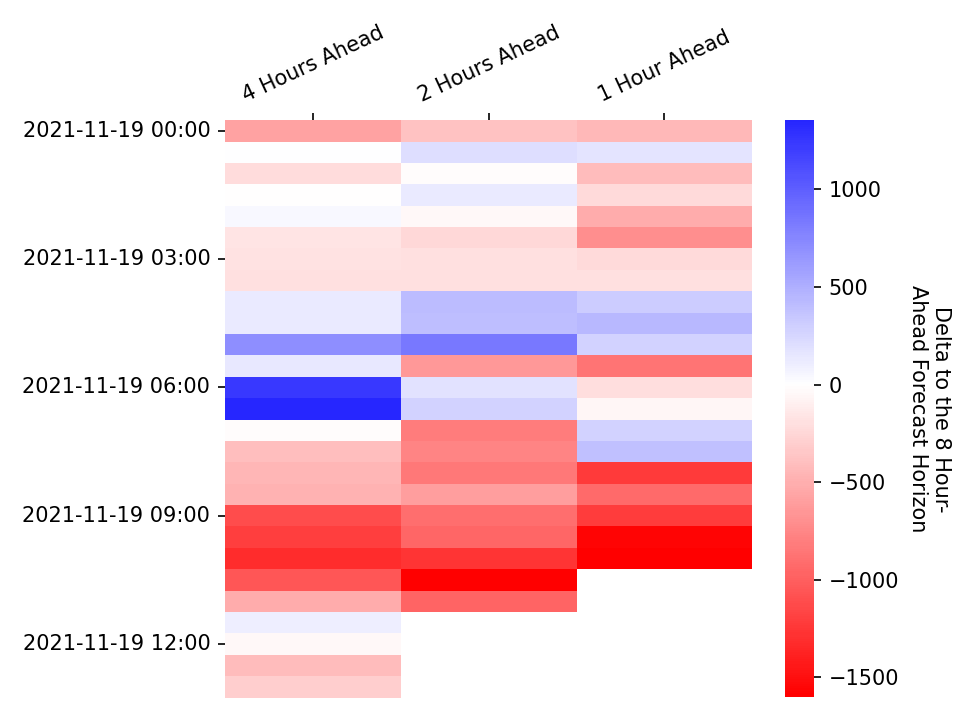 4 Hours Ahead
2 Hours Ahead
1 Hour Ahead
2021-11-19 00:00
2021-11-19 03:00
2021-11-19 06:00
2021-11-19 09:00
2021-11-19 12:00
1000
500
0
−500
−1000
−1500
Delta to the 8 Hour-
Ahead Forecast Horizon